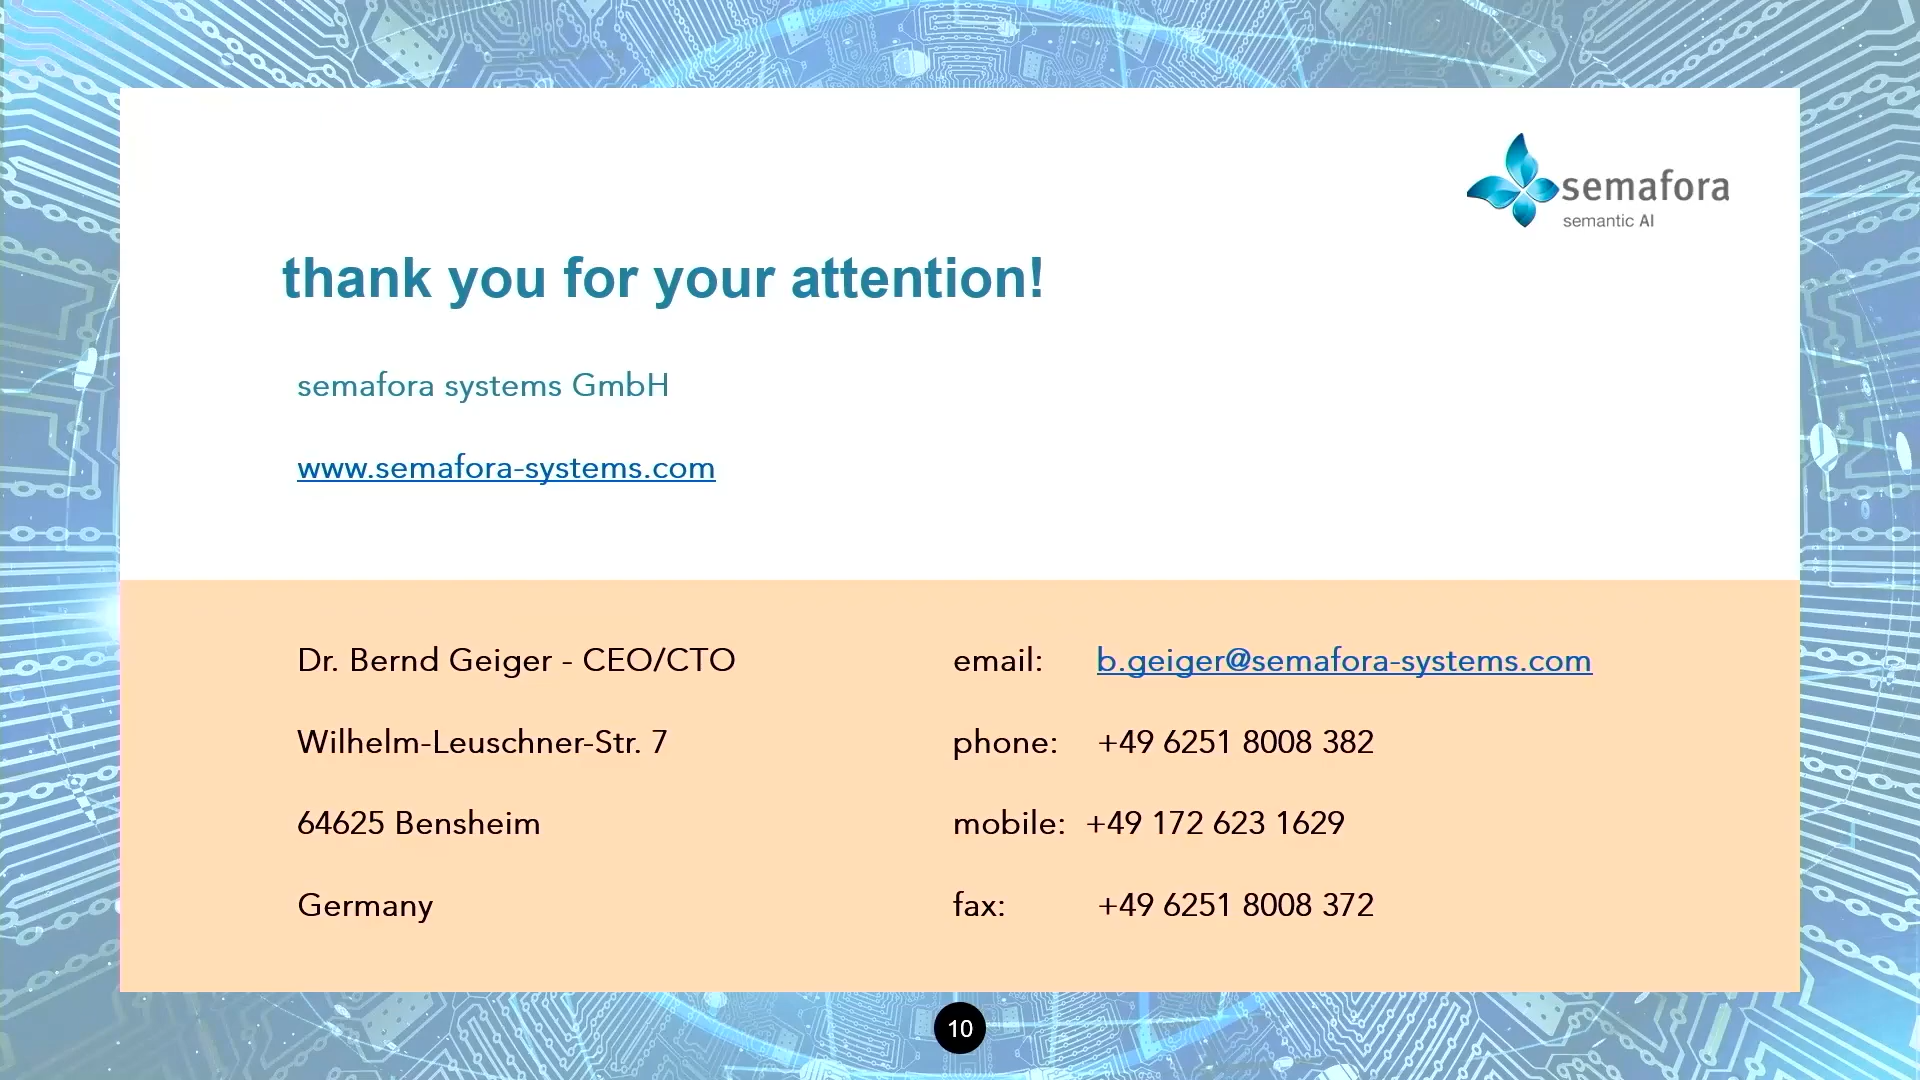 semafora
semantic AI
thank you for your attention!
semafora systems GmbH
www.semafora-systems.com
Dr. Bernd Geiger - CEO/CTO
Wilhelm-Leuschner-Str. 7
64625 Bensheim
Germany
email: b.geiger@semafora-systems.com
phone: +49 6251 8008 382
mobile: +49 172 623 1629
fax: +49 6251 8008 372
10